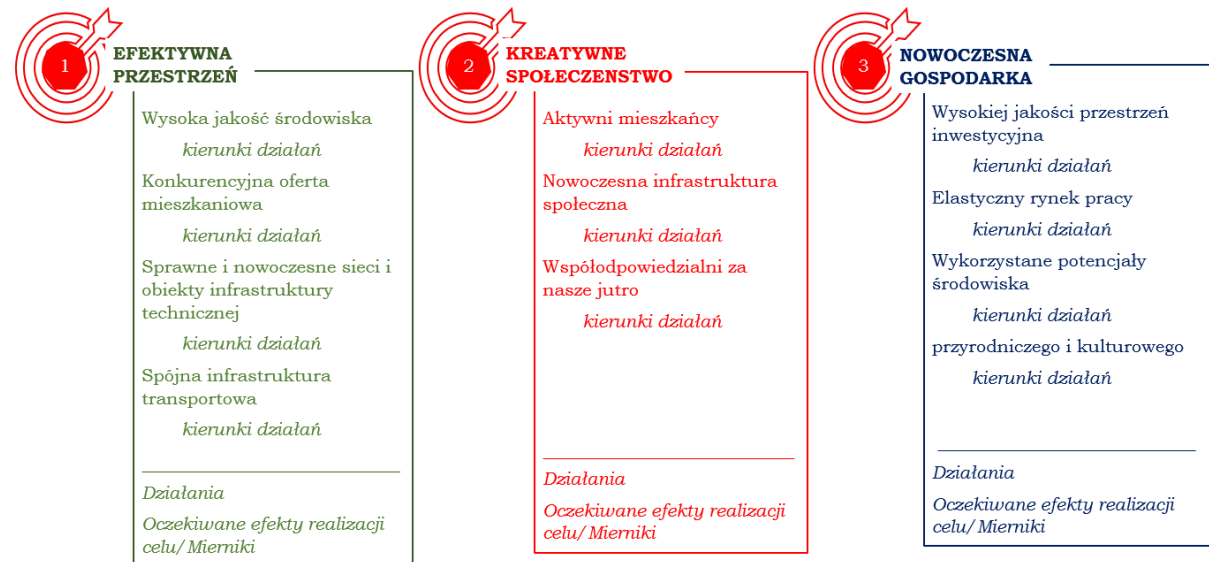 1
EFEKTYWNA
PRZESTRZEŃ
Wysoka jakość środowiska
kierunki działań
Konkurencyjna oferta
mieszkaniowa
kierunki działań
Sprawne i nowoczesne sieci i
obiekty infrastruktury
technicznej
kierunki działań
Spójna infrastruktura
transportowa
kierunki działań
Działania
Oczekiwane efekty realizacji
celu/ Mierniki
2
KREATYWNE
SPOŁECZENSTWO
Aktywni mieszkańcy
kierunki działań
Nowoczesna infrastruktura
społeczna
kierunki działań
Współodpowiedzialni za
nasze jutro
kierunki działań
Działania
Oczekiwane efekty realizacji
celu/ Mierniki
3
NOWOCZESNA
GOSPODARKA
Wysokiej jakości przestrzeń
inwestycyjna
kierunki działań
Elastyczny rynek pracy
kierunki działań
Wykorzystane potencjały
środowiska
kierunki działań
przyrodniczego i kulturowego
kierunki działań
Działania
Oczekiwane efekty realizacji
celu/ Mierniki